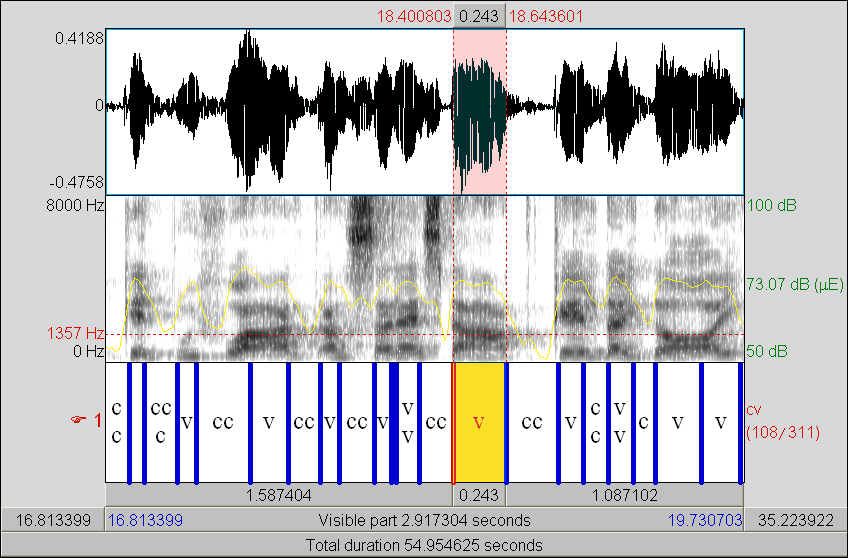 18.400803 0.243 18.643601
0.4188
0
-0.4758
8000 Hz 100 dB
73.07 dB (µE)
1357 Hz
0 Hz 50 dB
☞ 1 c c cc c v cc v cc v cc v v v cc v cc v c c v v c v v cv (108/311)
1.587404 0.243 1.087102
16.813399 16.813399 Visible part 2.917304 seconds 19.730703 35.223922
Total duration 54.954625 seconds